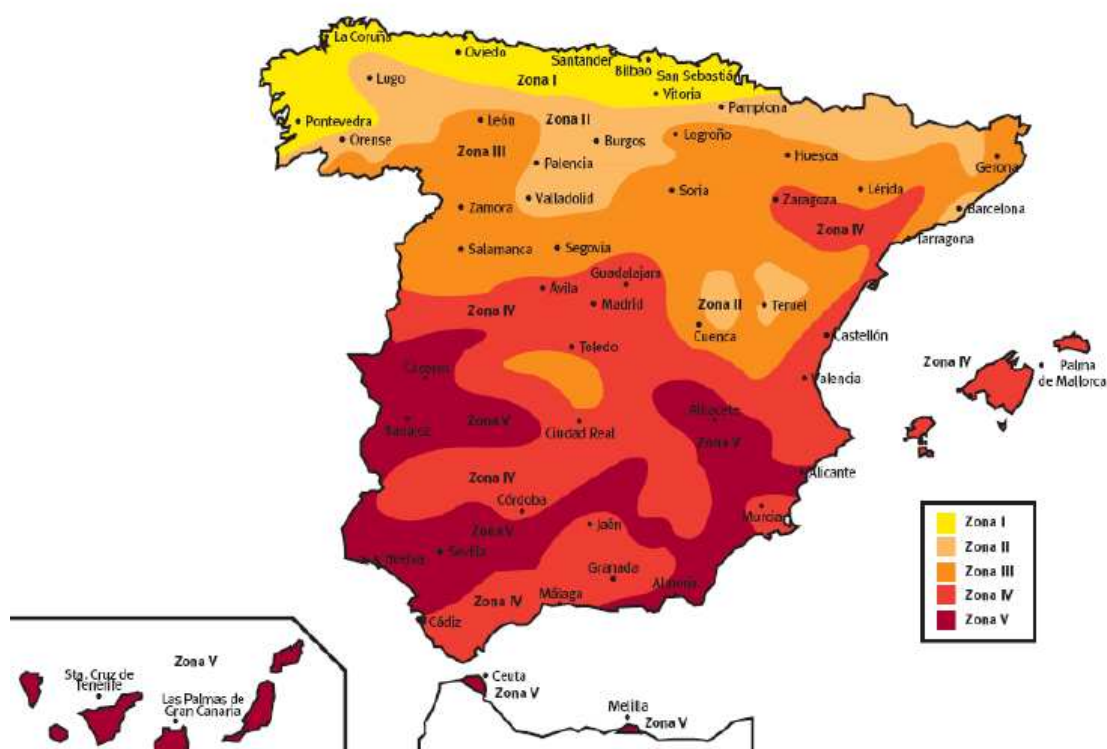 La Coruña
Oviedo
Santander
Bilbao
San Sebastiá
Lugo
Zona I
Vitoria
Pamplona
Pontevedra
León
Zona II
Logroño
Orense
Burgos
Zona III
Palencia
Huesca
Gerona
Valladolid
Soria
Lérida
Zamora
Zaragoza
Barcelona
Zona IV
Tarragona
Salamanca
Segovia
Guadalajara
Ávila
Zona IV
Madrid
Zona II
Teruel
Cuenca
Castellón
Toledo
Zona IV
Palma
de Mallorca
Cáceres
Valencia
Albacete
Badajoz
Zona V
Ciudad Real
Zona V
Zona IV
Alicante
Córdoba
Murcia
Zona V
Jaén
Sevilla
Huelva
Granada
Almería
Zona IV
Málaga
Cádiz
Zona I
Zona II
Zona III
Zona IV
Zona V
Zona V
Sta. Cruz de
Tenerife
Las Palmas de
Gran Canaria
Ceuta
Zona V
Melilla
Zona V